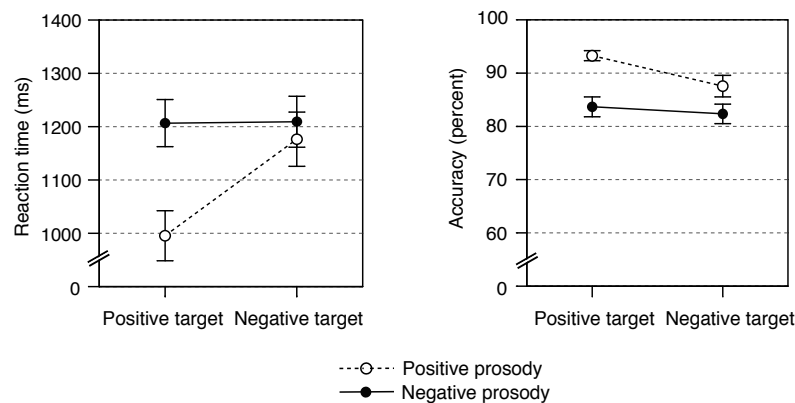 1400
1300
1200
1100
1000
0
Reaction time (ms)
Positive target Negative target
100
90
80
70
60
0
Accuracy (percent)
Positive target Negative target
Positive prosody
Negative prosody